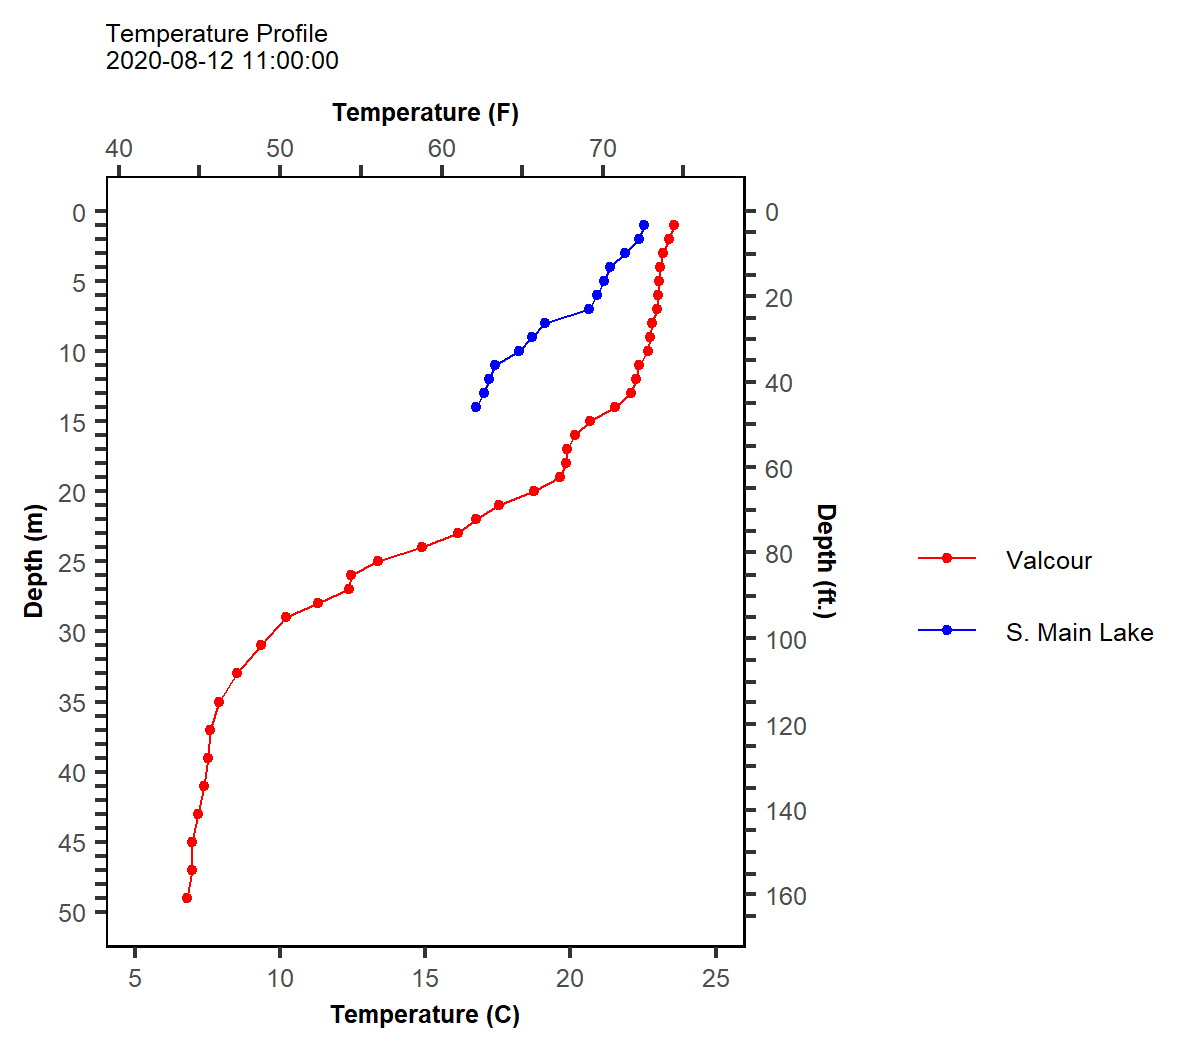 Temperature Profile
2020-08-12 11:00:00
Temperature (F)
40 50 60 70
0
5
10
15
20
25
30
35
40
45
50
Depth (m)
0
20
40
60
80
100
120
140
160
Depth (ft.)
Valcour
S. Main Lake
5 10 15 20 25
Temperature (C)